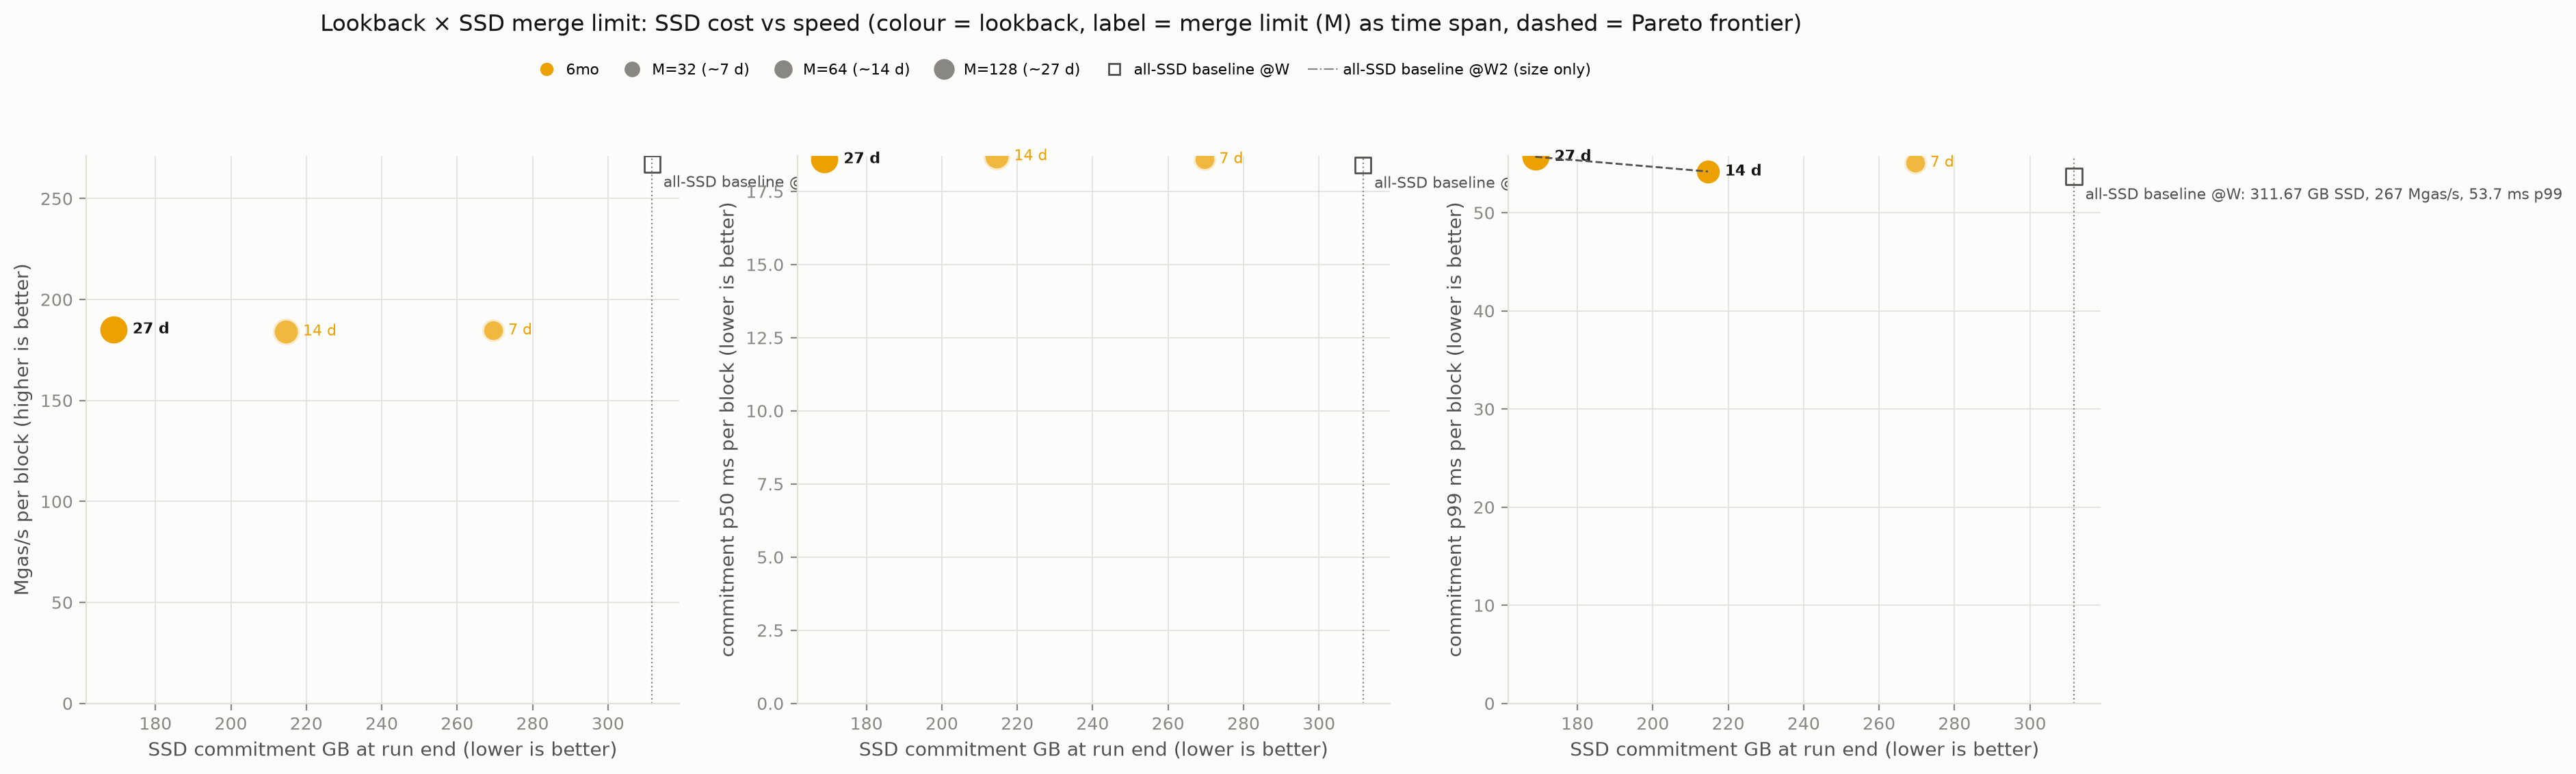 Lookback × SSD merge limit: SSD cost vs speed (colour = lookback, label = merge limit (M) as time span, dashed = Pareto frontier)
6mo M=32 (~7 d) M=64 (~14 d) M=128 (~27 d) all-SSD baseline @W all-SSD baseline @W2 (size only)
Mgas/s per block (higher is better)
250
200
150
100
50
0
27 d
14 d
7 d
all-SSD baseline @
180 200 220 240 260 280 300
SSD commitment GB at run end (lower is better)
commitment p50 ms per block (lower is better)
17.5
15.0
12.5
10.0
7.5
5.0
2.5
0.0
27 d
14 d
7 d
all-SSD baseline @
180 200 220 240 260 280 300
SSD commitment GB at run end (lower is better)
commitment p99 ms per block (lower is better)
50
40
30
20
10
0
27 d
14 d
7 d
all-SSD baseline @W: 311.67 GB SSD, 267 Mgas/s, 53.7 ms p99
180 200 220 240 260 280 300
SSD commitment GB at run end (lower is better)